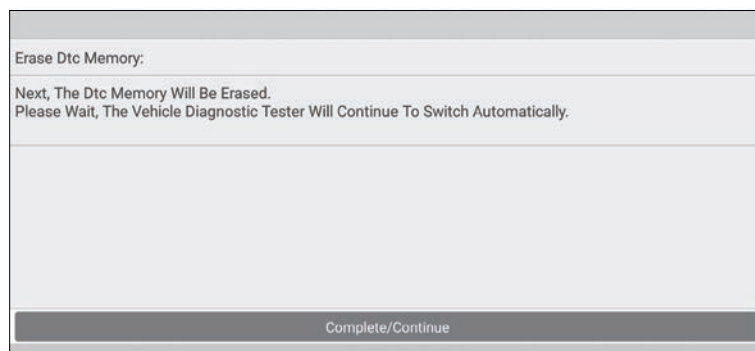 Erase Dtc Memory:
Next, The Dtc Memory Will Be Erased.
Please Wait, The Vehicle Diagnostic Tester Will Continue To Switch Automatically.
Complete/Continue